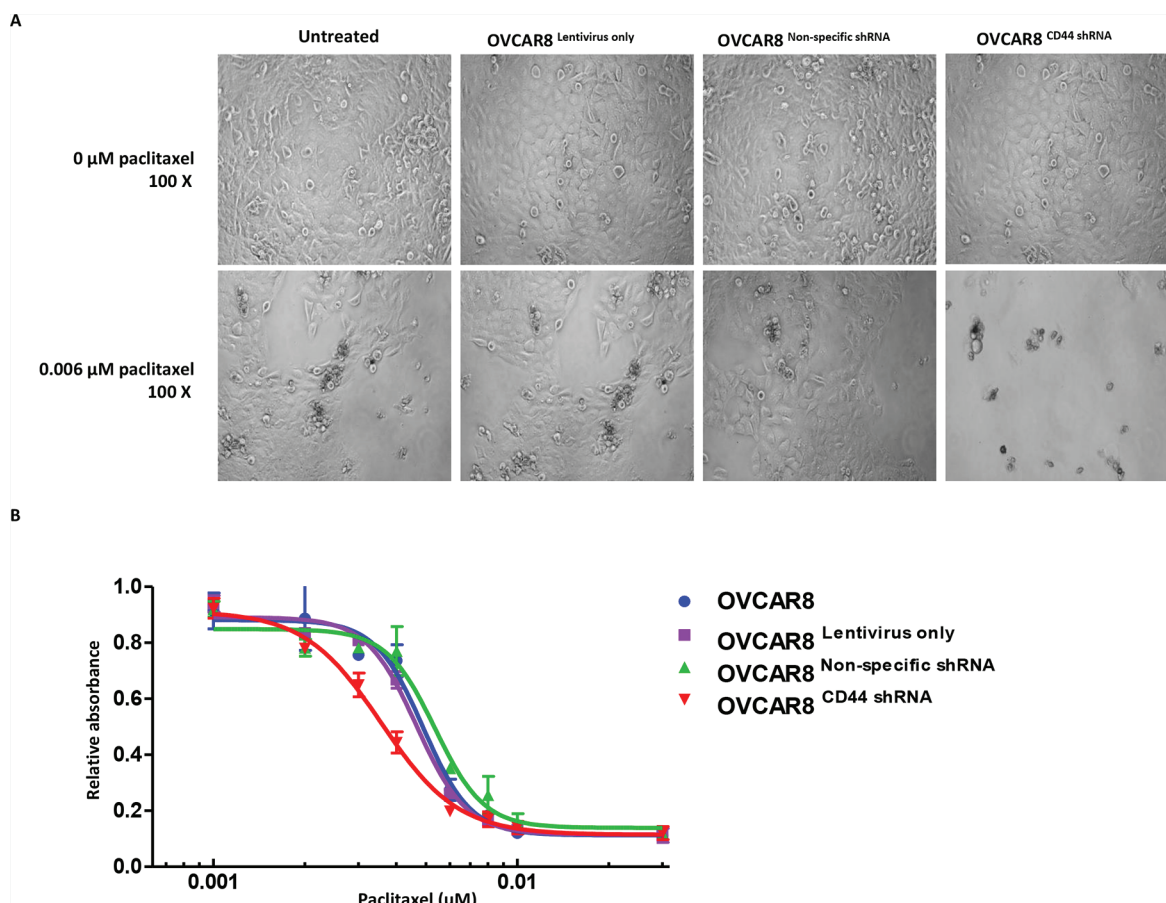 A
Untreated
OVCAR8 Lentivirus only
OVCAR8 Non-specific shRNA
OVCAR8 CD44 shRNA
0 µM paclitaxel
100 X
0.006 µM paclitaxel
100 X
B
Relative absorbance
1.0
0.8
0.6
0.4
0.2
0.0
0.001
0.01
Paclitaxel (µM)
OVCAR8
OVCAR8 Lentivirus only
OVCAR8 Non-specific shRNA
OVCAR8 CD44 shRNA